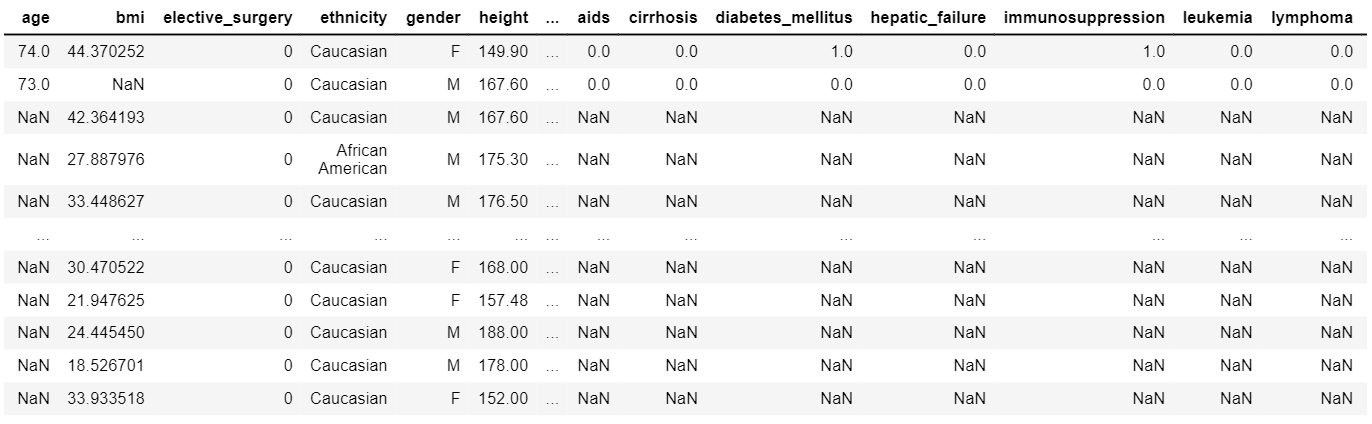 age bmi elective_surgery ethnicity gender height ... aids cirrhosis diabetes_mellitus hepatic_failure immunosuppression leukemia lymphoma
74.0 44.370252 0 Caucasian F 149.90 ... 0.0 0.0 1.0 0.0 1.0 0.0 0.0
73.0 NaN 0 Caucasian M 167.60 ... 0.0 0.0 0.0 0.0 0.0 0.0 0.0
NaN 42.364193 0 Caucasian M 167.60 ... NaN NaN NaN NaN NaN NaN NaN
NaN 27.887976 0 African American M 175.30 ... NaN NaN NaN NaN NaN NaN NaN
NaN 33.448627 0 Caucasian M 176.50 ... NaN NaN NaN NaN NaN NaN NaN
... ... ... ... ... ... ... ... ... ... ... ... ... ...
NaN 30.470522 0 Caucasian F 168.00 ... NaN NaN NaN NaN NaN NaN NaN
NaN 21.947625 0 Caucasian F 157.48 ... NaN NaN NaN NaN NaN NaN NaN
NaN 24.445450 0 Caucasian M 188.00 ... NaN NaN NaN NaN NaN NaN NaN
NaN 18.526701 0 Caucasian M 178.00 ... NaN NaN NaN NaN NaN NaN NaN
NaN 33.933518 0 Caucasian F 152.00 ... NaN NaN NaN NaN NaN NaN NaN